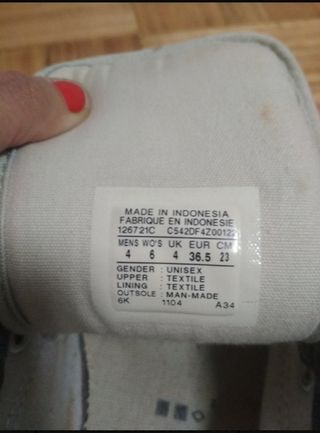 MADE IN INDONESIA
FABRIQUE EN INDONESIE
126721C C542DF4Z00122
MENS WO'S UK EUR CM
4 6 4 36.5 23
GENDER : UNISEX
UPPER : TEXTILE
LINING : TEXTILE
OUTSOLE : MAN-MADE
6K 1104 A34